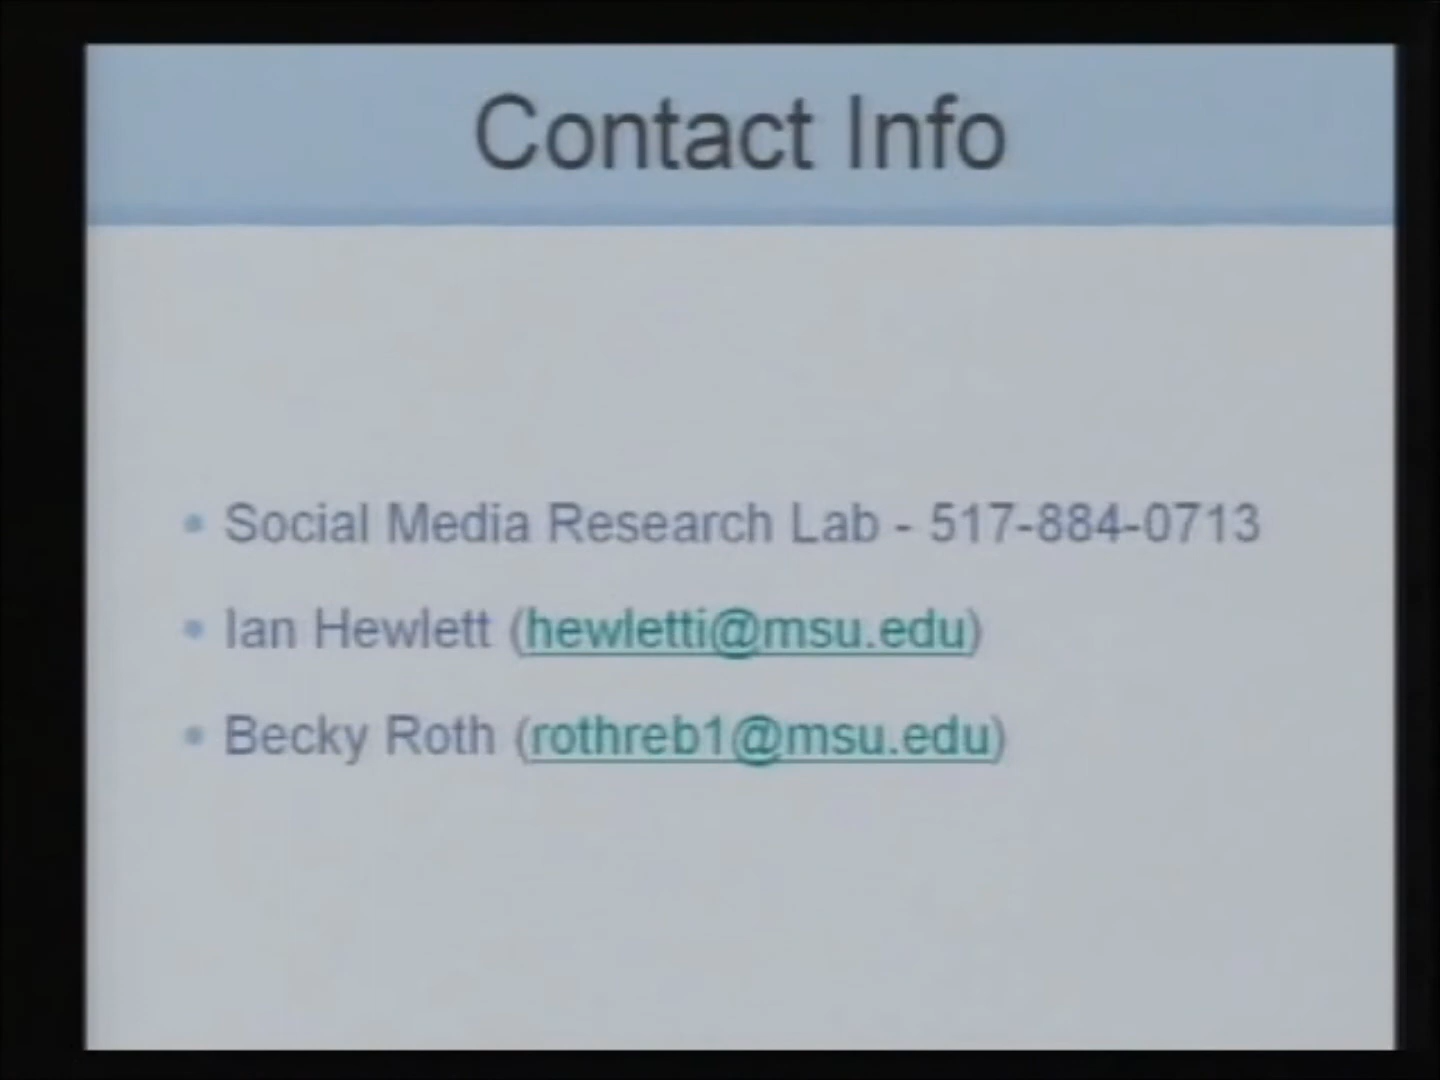 Contact Info
• Social Media Research Lab - 517-884-0713
• Ian Hewlett (hewletti@msu.edu)
• Becky Roth (rothreb1@msu.edu)